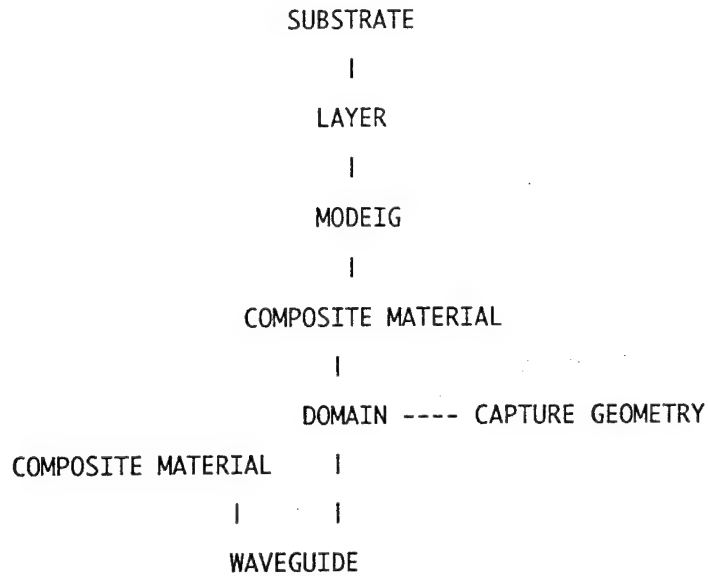 SUBSTRATE
|
LAYER
|
MODEIG
|
COMPOSITE MATERIAL
|
DOMAIN ---- CAPTURE GEOMETRY
COMPOSITE MATERIAL |
| |
WAVEGUIDE